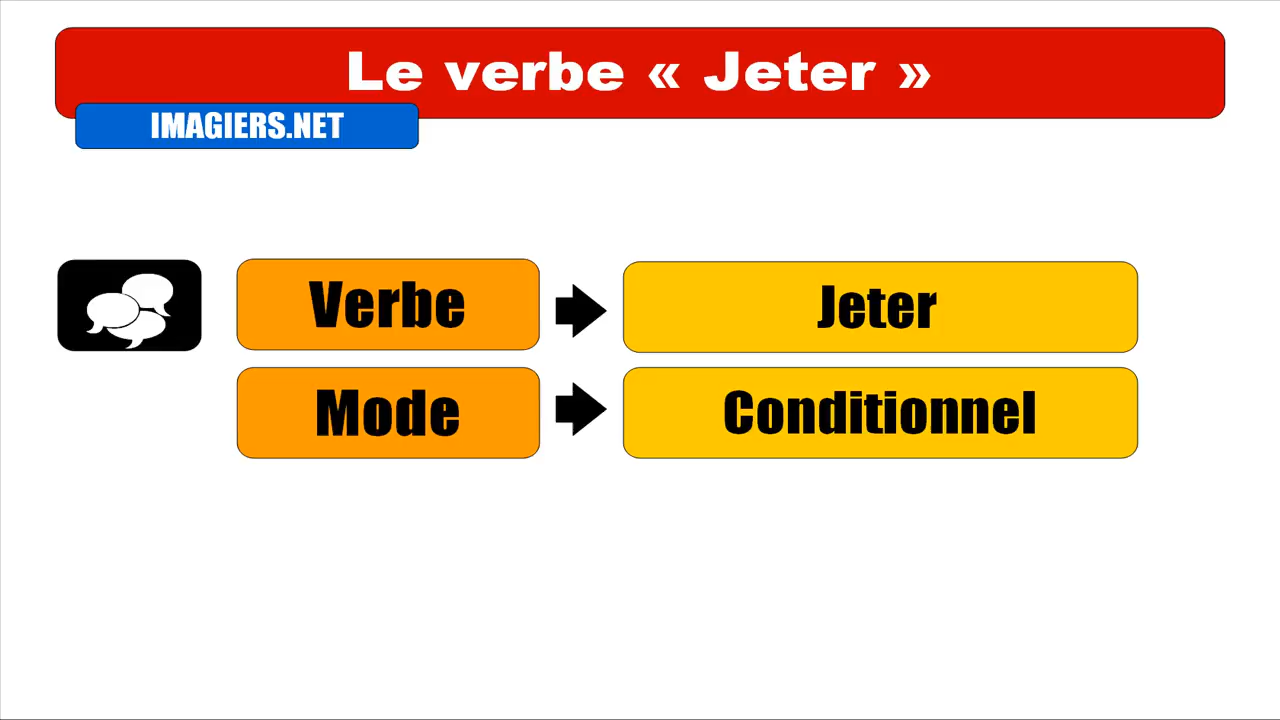 Le verbe « Jeter »
IMAGIERS.NET
Verbe Jeter
Mode Conditionnel